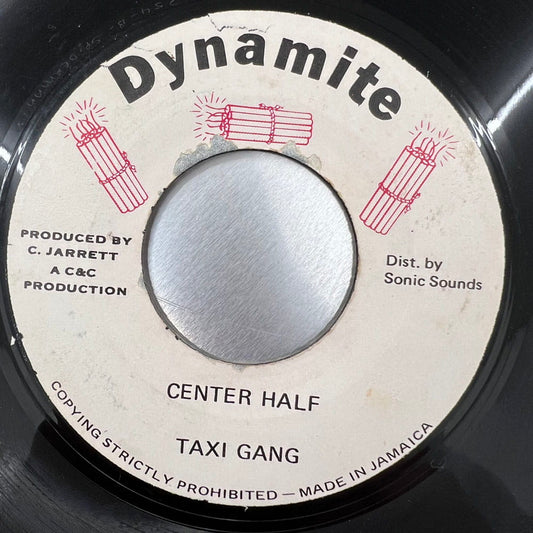 Dynamite
PRODUCED BY
C. JARRETT
A C&C
PRODUCTION
Dist. by
Sonic Sounds
CENTER HALF
TAXI GANG
COPYING STRICTLY PROHIBITED — MADE IN JAMAICA